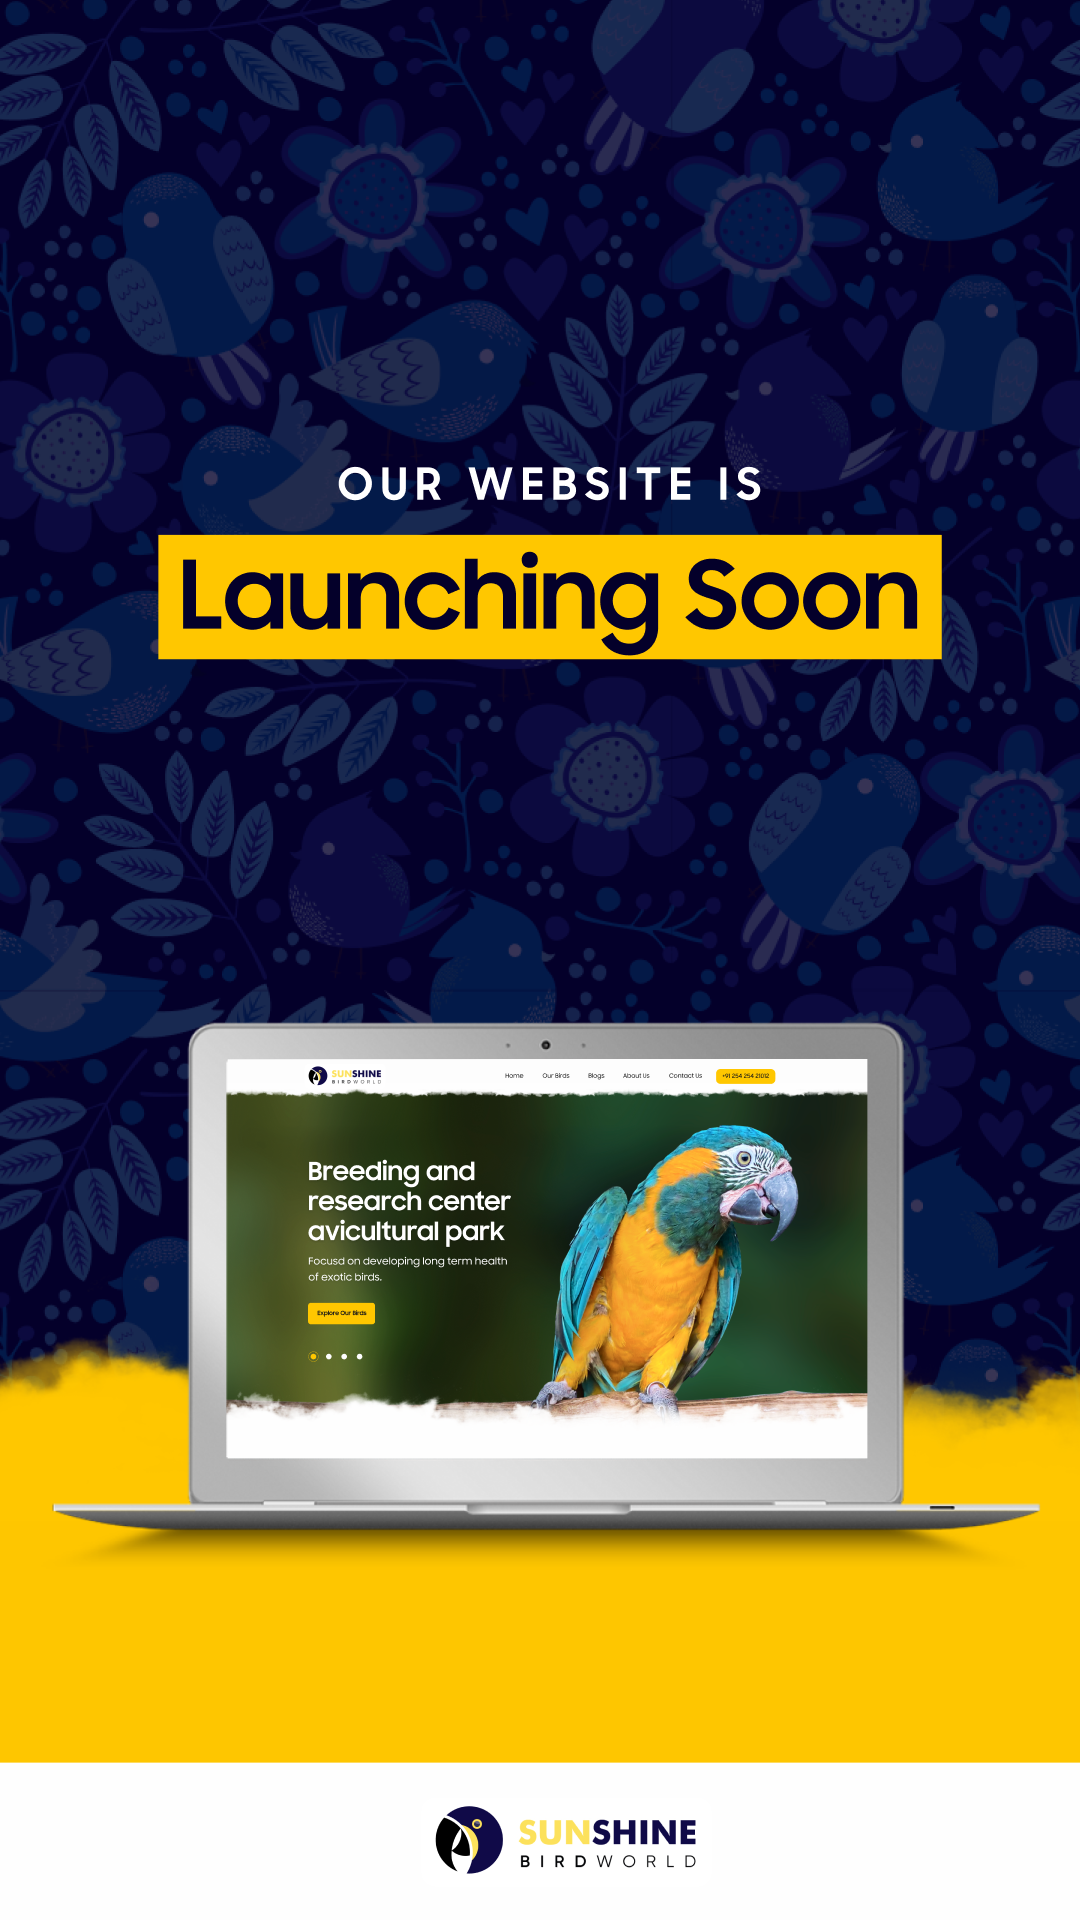 OUR WEBSITE IS
Launching Soon
SUNSHINE
BIRDWORLD
Home Our Birds Blogs About Us Contact Us +91 254 254 21012
Breeding and
research center
avicultural park
Focusd on developing long term health
of exotic birds.
Explore Our Birds
SUNSHINE
BIRDWORLD